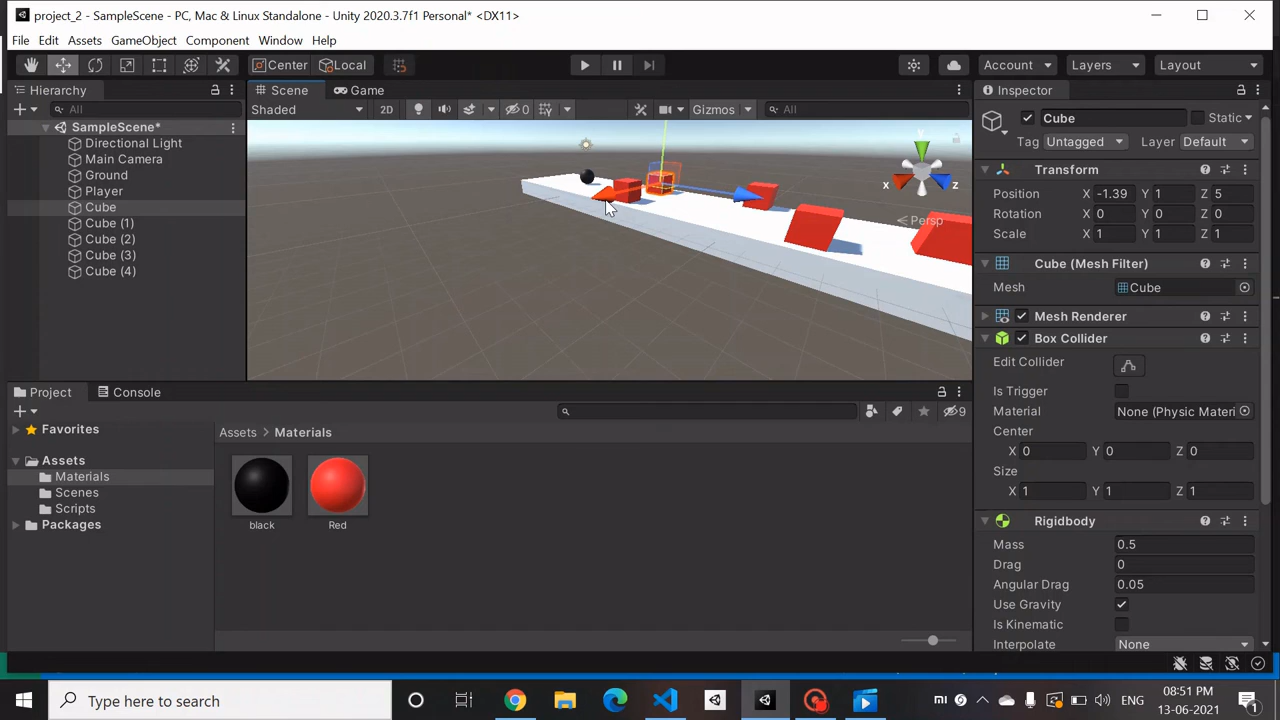 project_2 - SampleScene - PC, Mac & Linux Standalone - Unity 2020.3.7f1 Personal* <DX11>
File Edit Assets GameObject Component Window Help
Center Local Account Layers Layout
Hierarchy
All
SampleScene*
Directional Light
Main Camera
Ground
Player
Cube
Cube (1)
Cube (2)
Cube (3)
Cube (4)
Scene Game
Shaded 2D 0 Gizmos All
y
x z
Persp
Inspector
Cube Static
Tag Untagged Layer Default
Transform
Position X -1.39 Y 1 Z 5
Rotation X 0 Y 0 Z 0
Scale X 1 Y 1 Z 1
Cube (Mesh Filter)
Mesh Cube
Mesh Renderer
Box Collider
Edit Collider
Is Trigger
Material None (Physic Materi
Center
X 0 Y 0 Z 0
Size
X 1 Y 1 Z 1
Rigidbody
Mass 0.5
Drag 0
Angular Drag 0.05
Use Gravity
Is Kinematic
Interpolate None
Project Console
9
Favorites
Assets
Materials
Scenes
Scripts
Packages
Assets > Materials
black Red
Type here to search
ENG
08:51 PM
13-06-2021
1